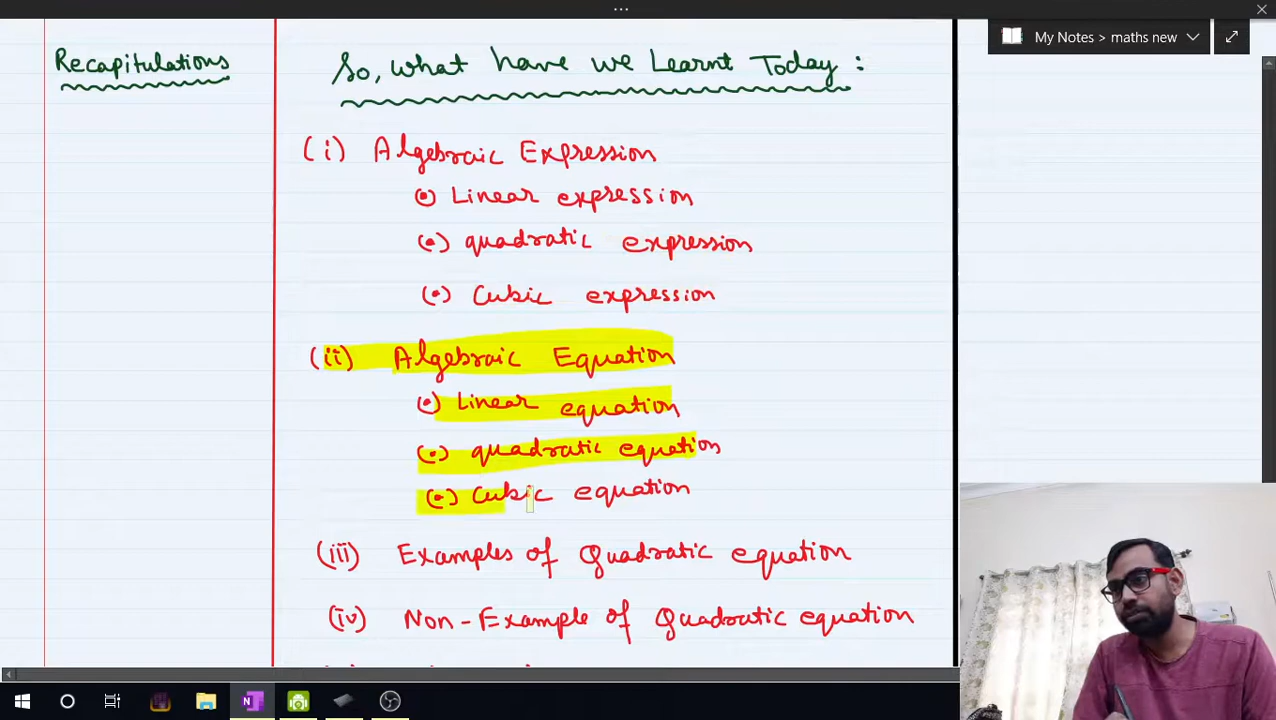 My Notes > maths new
Recapitulations
So, what have we Learnt Today :
(i) Algebraic Expression
Linear expression
quadratic expression
Cubic expression
(ii) Algebraic Equation
Linear equation
quadratic equation
Cubic equation
(iii) Examples of Quadratic equation
(iv) Non-Example of Quadratic equation